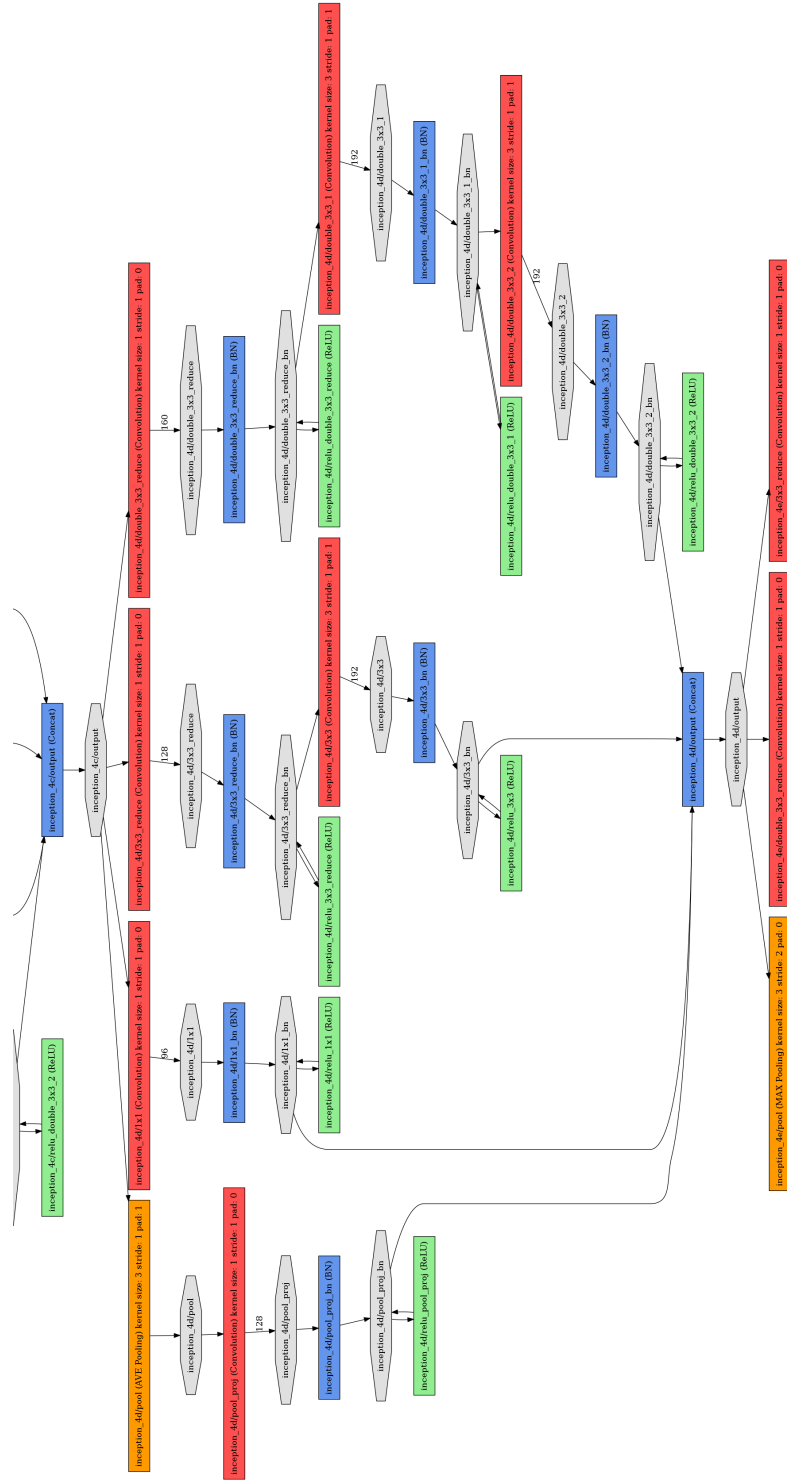 inception_4c/output (Concat)
inception_4c/relu_double_3x3_2 (ReLU)
inception_4c/output
inception_4d/double_3x3_reduce (Convolution) kernel size: 1 stride: 1 pad: 0
inception_4d/3x3_reduce (Convolution) kernel size: 1 stride: 1 pad: 0
inception_4d/1x1 (Convolution) kernel size: 1 stride: 1 pad: 0
inception_4d/pool (AVE Pooling) kernel size: 3 stride: 1 pad: 1
160
128
96
inception_4d/double_3x3_reduce
inception_4d/3x3_reduce
inception_4d/1x1
inception_4d/pool
inception_4d/double_3x3_reduce_bn (BN)
inception_4d/3x3_reduce_bn (BN)
inception_4d/1x1_bn (BN)
inception_4d/pool_proj (Convolution) kernel size: 1 stride: 1 pad: 0
128
inception_4d/double_3x3_reduce_bn
inception_4d/3x3_reduce_bn
inception_4d/1x1_bn
inception_4d/pool_proj
inception_4d/double_3x3_1 (Convolution) kernel size: 3 stride: 1 pad: 1
inception_4d/relu_double_3x3_reduce (ReLU)
inception_4d/3x3 (Convolution) kernel size: 3 stride: 1 pad: 1
inception_4d/relu_3x3_reduce (ReLU)
inception_4d/relu_1x1 (ReLU)
inception_4d/pool_proj_bn (BN)
192
192
inception_4d/double_3x3_1
inception_4d/3x3
inception_4d/pool_proj_bn
inception_4d/double_3x3_1_bn (BN)
inception_4d/3x3_bn (BN)
inception_4d/relu_pool_proj (ReLU)
inception_4d/double_3x3_1_bn
inception_4d/3x3_bn
inception_4d/double_3x3_2 (Convolution) kernel size: 3 stride: 1 pad: 1
inception_4d/relu_double_3x3_1 (ReLU)
inception_4d/relu_3x3 (ReLU)
192
inception_4d/double_3x3_2
inception_4d/double_3x3_2_bn (BN)
inception_4d/double_3x3_2_bn
inception_4d/relu_double_3x3_2 (ReLU)
inception_4d/output (Concat)
inception_4d/output
inception_4e/3x3_reduce (Convolution) kernel size: 1 stride: 1 pad: 0
inception_4e/double_3x3_reduce (Convolution) kernel size: 1 stride: 1 pad: 0
inception_4e/pool (MAX Pooling) kernel size: 3 stride: 2 pad: 0